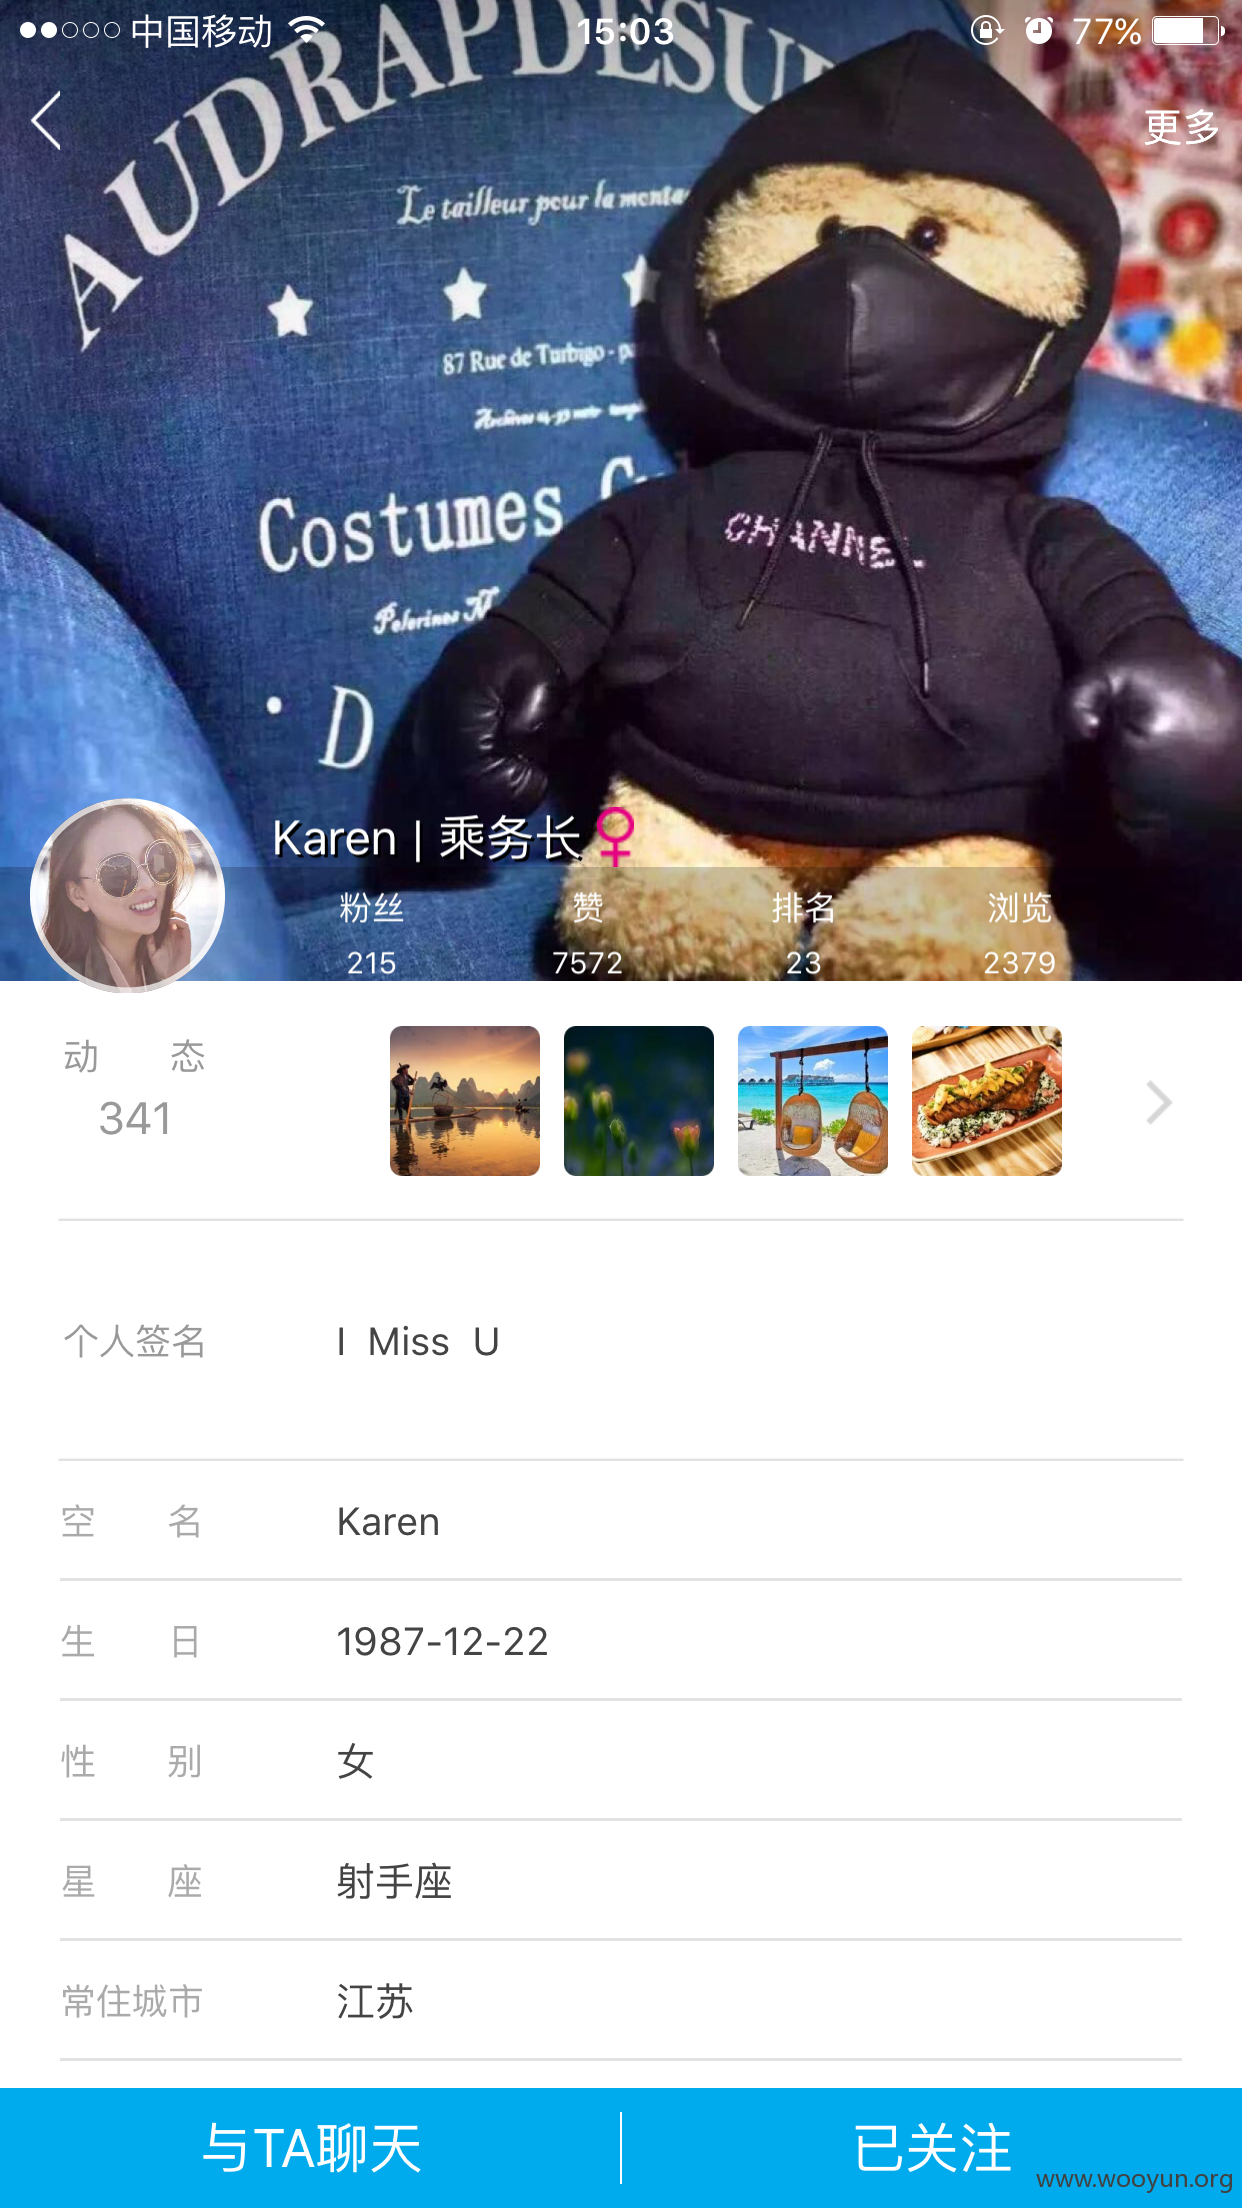 中国移动 15:03 77%
更多
AUDRAPDESU
Le tailleur pour la monta
87 Rue de Turbigo - pa
Costumes Cu
Pelerines N
· D
CHANNEL
Karen | 乘务长
粉丝 赞 排名 浏览
215 7572 23 2379
动态
341
个人签名 I Miss U
空名 Karen
生日 1987-12-22
性别 女
星座 射手座
常住城市 江苏
与TA聊天 已关注
www.wooyun.org